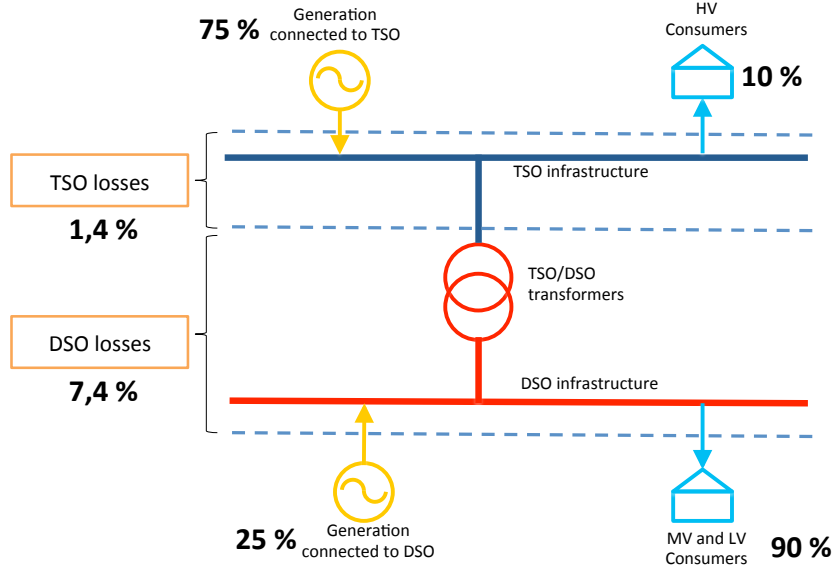 75 %
Generation
connected to TSO
HV
Consumers
10 %
TSO infrastructure
TSO losses
1,4 %
TSO/DSO
transformers
DSO losses
7,4 %
DSO infrastructure
25 %
Generation
connected to DSO
MV and LV
Consumers
90 %